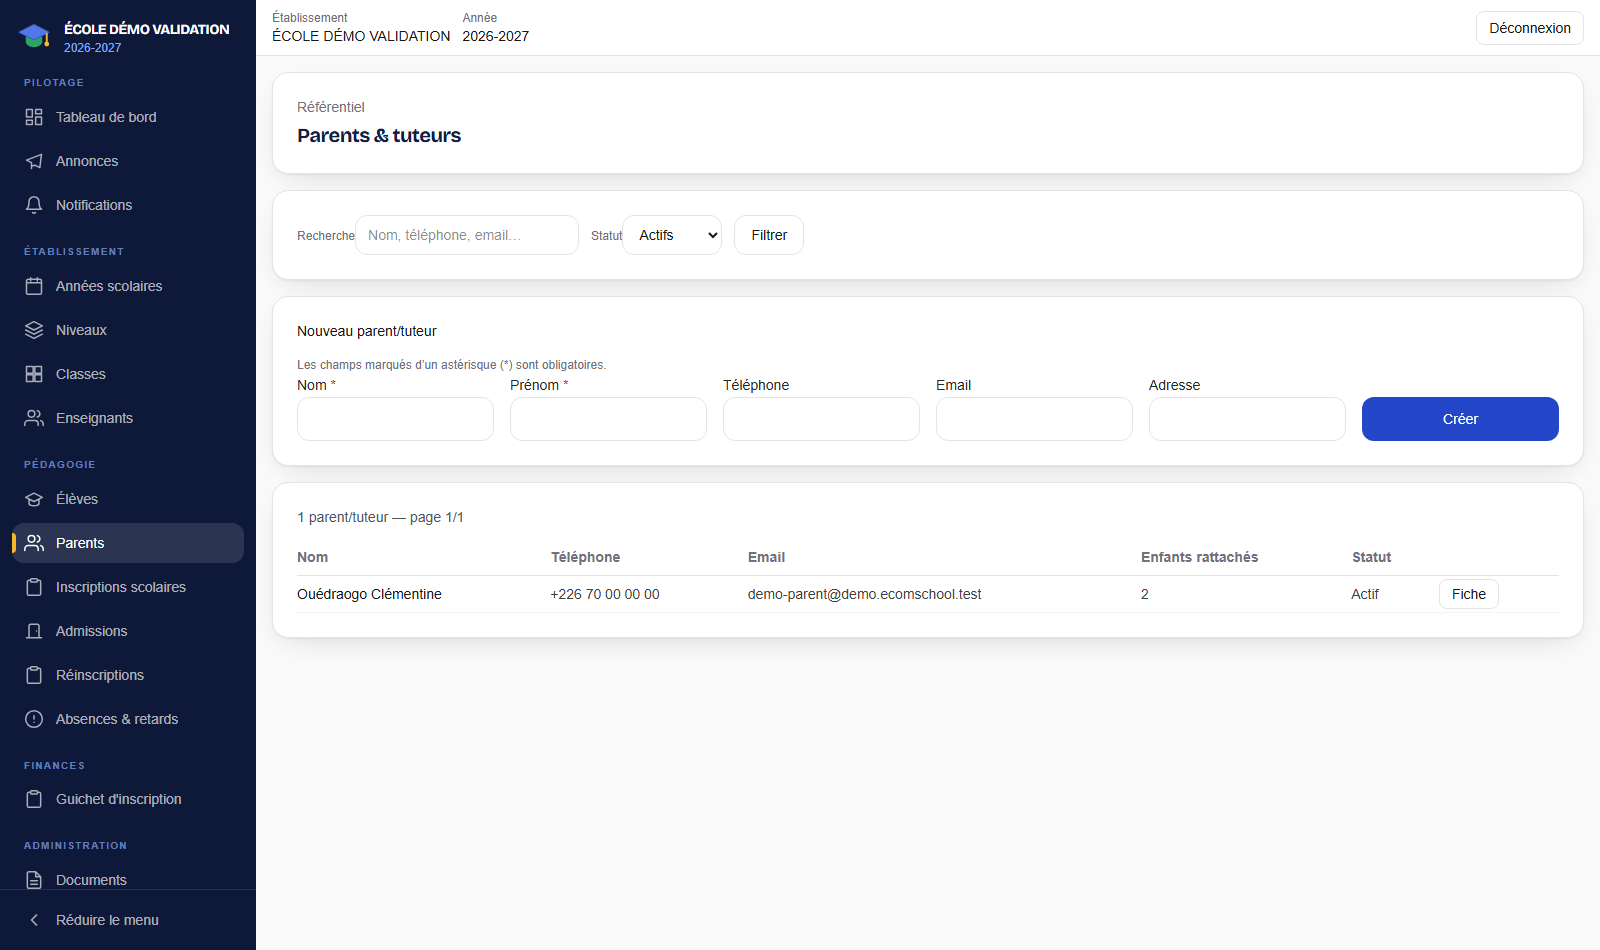 ÉCOLE DÉMO VALIDATION
2026-2027
PILOTAGE
Tableau de bord
Annonces
Notifications
ÉTABLISSEMENT
Années scolaires
Niveaux
Classes
Enseignants
PÉDAGOGIE
Élèves
Parents
Inscriptions scolaires
Admissions
Réinscriptions
Absences & retards
FINANCES
Guichet d'inscription
ADMINISTRATION
Documents
Réduire le menu
Établissement Année
ÉCOLE DÉMO VALIDATION 2026-2027
Déconnexion
Référentiel
Parents & tuteurs
Recherche Nom, téléphone, email… Statut Actifs Filtrer
Nouveau parent/tuteur
Les champs marqués d'un astérisque (*) sont obligatoires.
Nom * Prénom * Téléphone Email Adresse
Créer
1 parent/tuteur — page 1/1
Nom Téléphone Email Enfants rattachés Statut
Ouédraogo Clémentine +226 70 00 00 00 demo-parent@demo.ecomschool.test 2 Actif Fiche